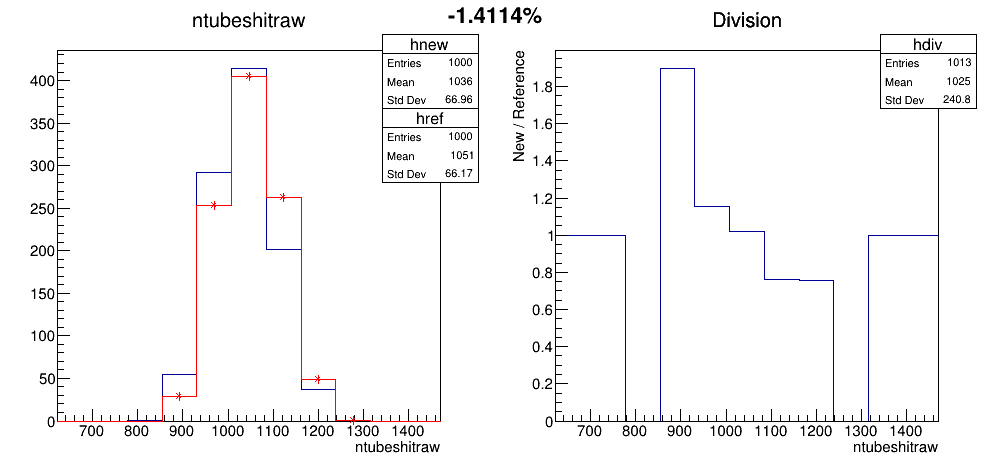 -1.4114%
ntubeshitraw
hnew
Entries 1000
Mean 1036
Std Dev 66.96
href
Entries 1000
Mean 1051
Std Dev 66.17
400
350
300
250
200
150
100
50
0
700 800 900 1000 1100 1200 1300 1400
ntubeshitraw
Division
hdiv
Entries 1013
Mean 1025
Std Dev 240.8
New / Reference
1.8
1.6
1.4
1.2
1
0.8
0.6
0.4
0.2
0
700 800 900 1000 1100 1200 1300 1400
ntubeshitraw